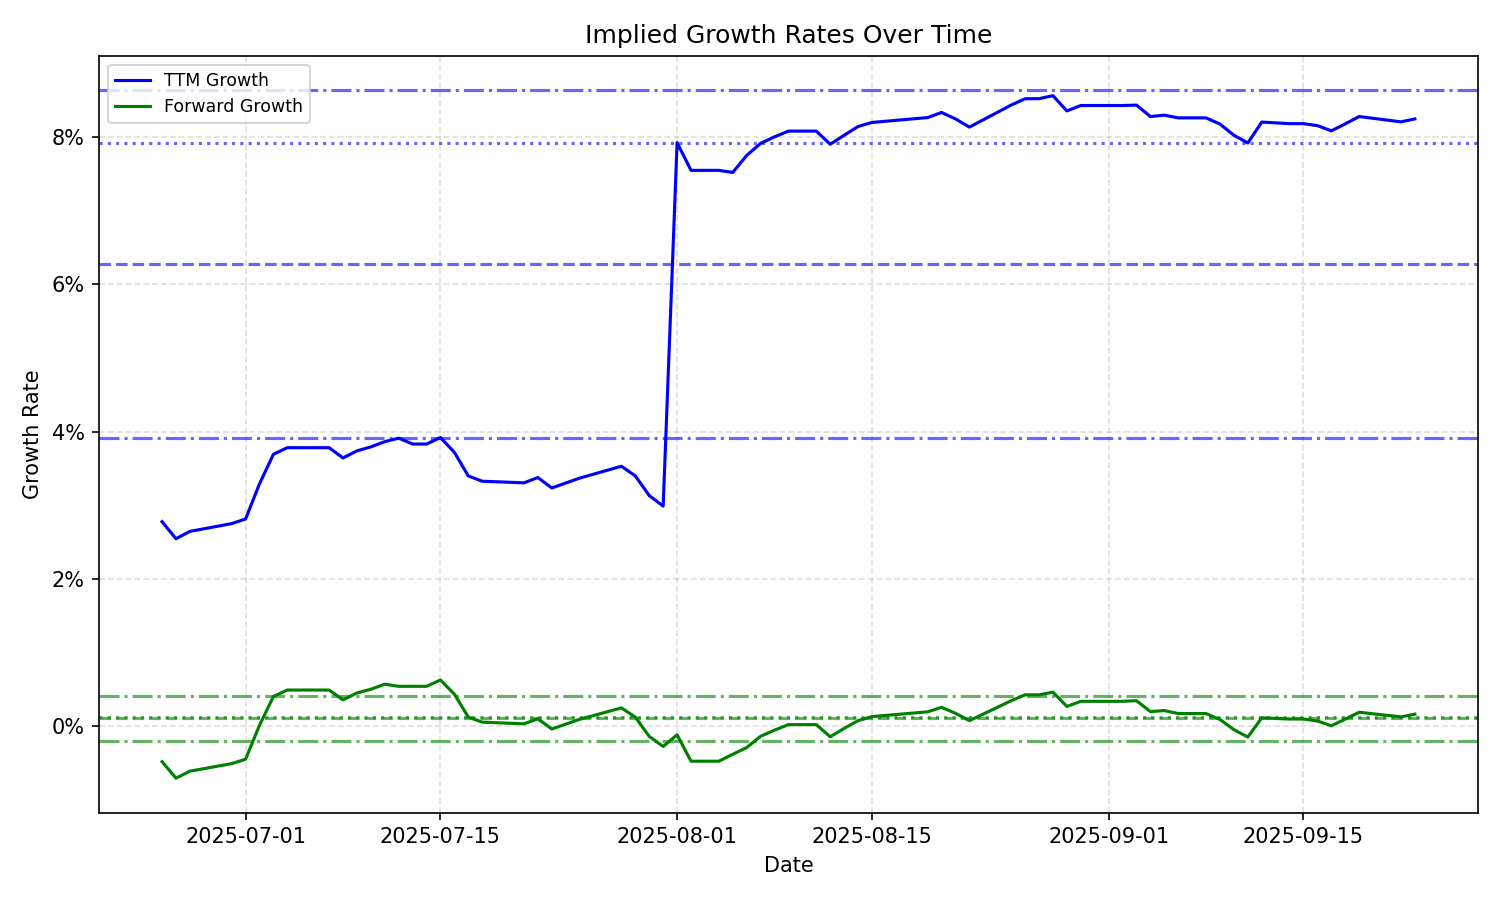 Implied Growth Rates Over Time
TTM Growth
Forward Growth
8%
6%
4%
2%
0%
Growth Rate
2025-07-01
2025-07-15
2025-08-01
2025-08-15
2025-09-01
2025-09-15
Date